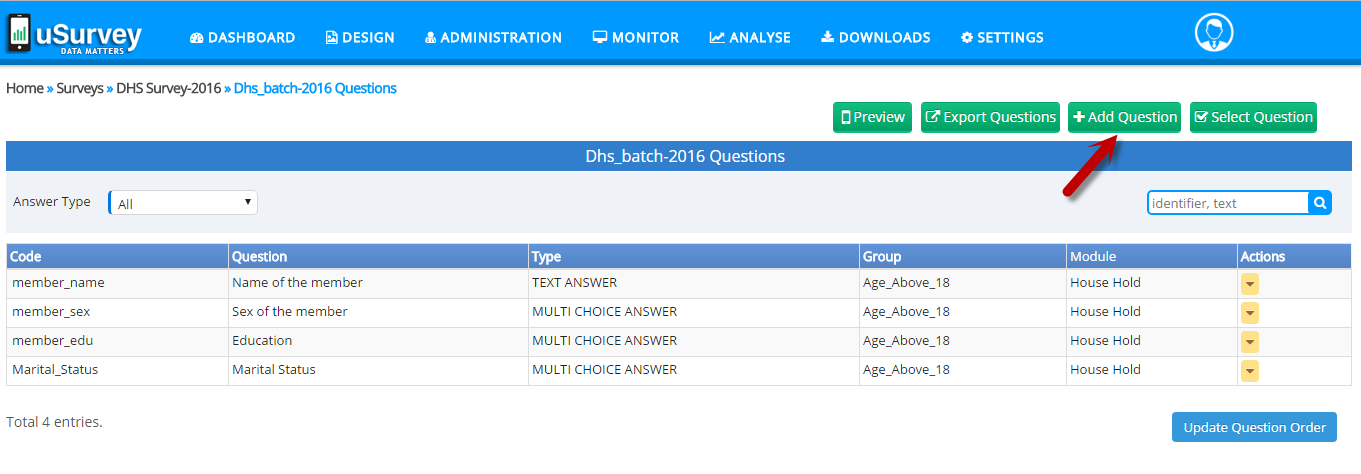 uSurvey
DATA MATTERS
DASHBOARD DESIGN ADMINISTRATION MONITOR ANALYSE DOWNLOADS SETTINGS
Home » Surveys » DHS Survey-2016 » Dhs_batch-2016 Questions
Preview Export Questions Add Question Select Question
Dhs_batch-2016 Questions
Answer Type All identifier, text
Code Question Type Group Module Actions
member_name Name of the member TEXT ANSWER Age_Above_18 House Hold
member_sex Sex of the member MULTI CHOICE ANSWER Age_Above_18 House Hold
member_edu Education MULTI CHOICE ANSWER Age_Above_18 House Hold
Marital_Status Marital Status MULTI CHOICE ANSWER Age_Above_18 House Hold
Total 4 entries. Update Question Order